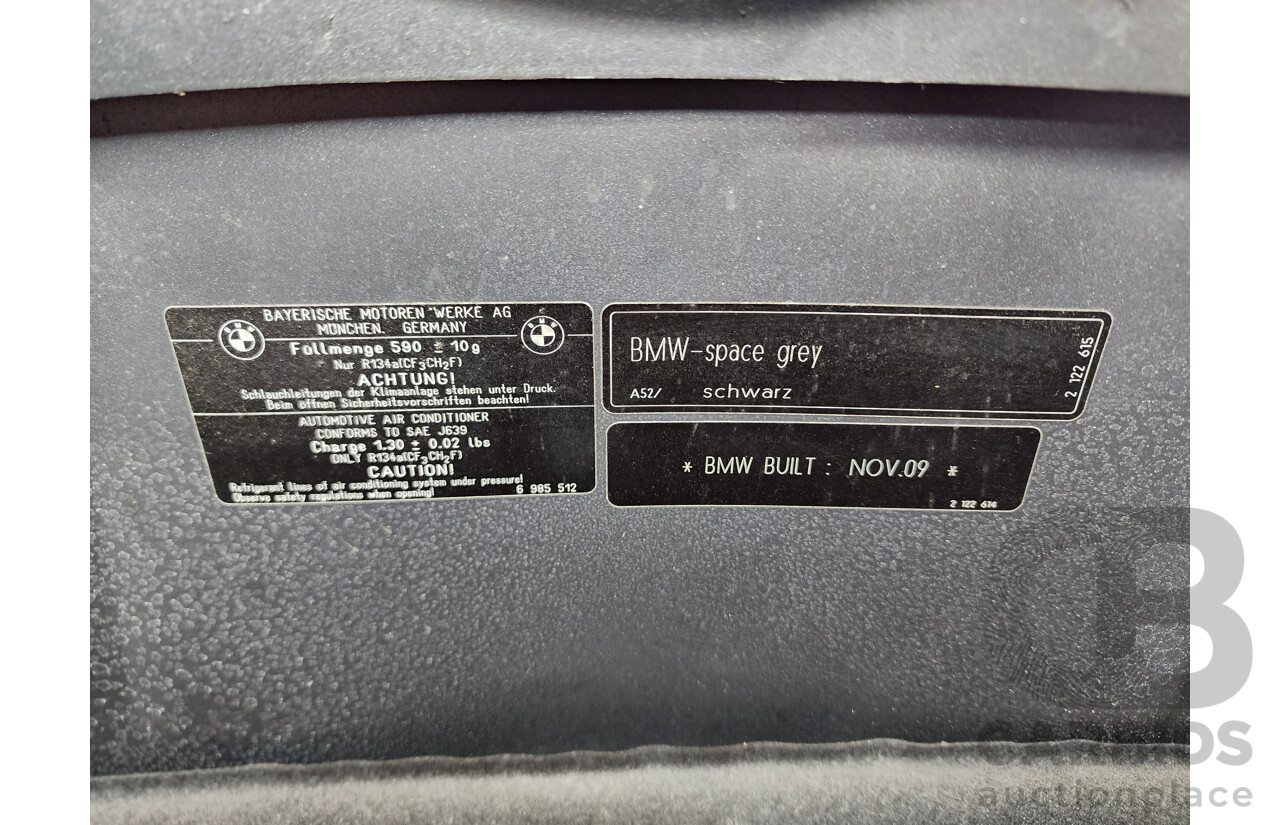 BAYERISCHE MOTOREN WERKE AG
MÜNCHEN, GERMANY
Füllmenge 590 ± 10g
Nur R134a(CF3CH2F)
ACHTUNG!
Schlauchleitungen der Klimaanlage stehen unter Druck.
Beim öffnen Sicherheitsvorschriften beachten!
AUTOMOTIVE AIR CONDITIONER
CONFORMS TO SAE J639
Charge 1.30 ± 0.02 lbs
ONLY R134a(CF3CH2F)
CAUTION!
Refrigerant lines of air conditioning system under pressure!
Observe safety regulations when opening!
6 985 512
BMW-space grey
A52/ schwarz
2 122 615
* BMW BUILT : NOV.09 *
2 122 614
auctionplace